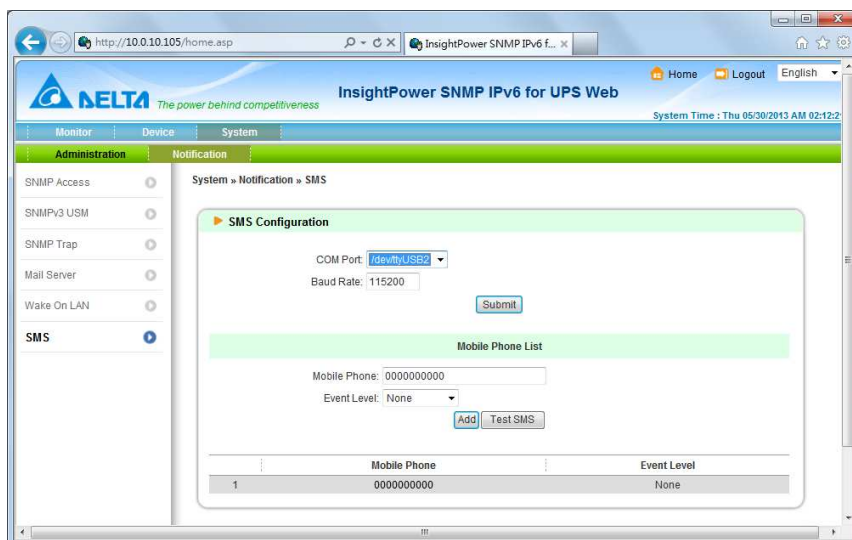 http://10.0.10.105/home.asp
InsightPower SNMP IPv6 f...
DELTA The power behind competitiveness
InsightPower SNMP IPv6 for UPS Web
Home Logout English
System Time : Thu 05/30/2013 AM 02:12:2
Monitor Device System
Administration Notification
SNMP Access
SNMPv3 USM
SNMP Trap
Mail Server
Wake On LAN
SMS
System » Notification » SMS
SMS Configuration
COM Port: /dev/ttyUSB2
Baud Rate: 115200
Submit
Mobile Phone List
Mobile Phone: 0000000000
Event Level: None
Add Test SMS
Mobile Phone Event Level
1 0000000000 None